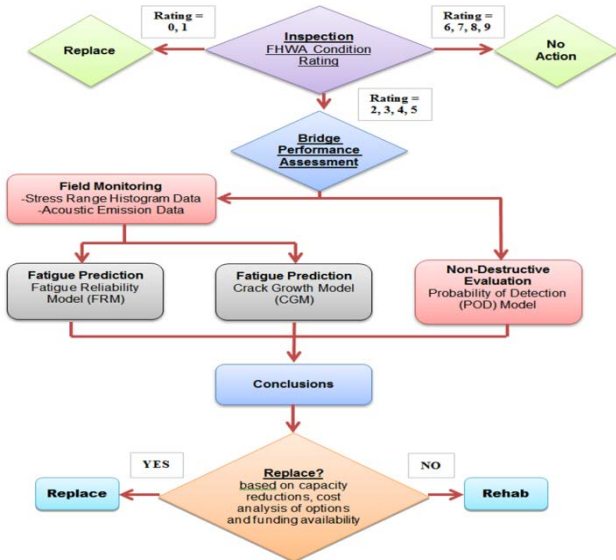 Rating =
0, 1
Inspection
FHWA Condition
Rating
Rating =
6, 7, 8, 9
Replace
No
Action
Rating =
2, 3, 4, 5
Bridge
Performance
Assessment
Field Monitoring
-Stress Range Histogram Data
-Acoustic Emission Data
Fatigue Prediction
Fatigue Reliability
Model (FRM)
Fatigue Prediction
Crack Growth Model
(CGM)
Non-Destructive
Evaluation
Probability of Detection
(POD) Model
Conclusions
YES
NO
Replace?
based on capacity
reductions, cost
analysis of options
and funding availability
Replace
Rehab